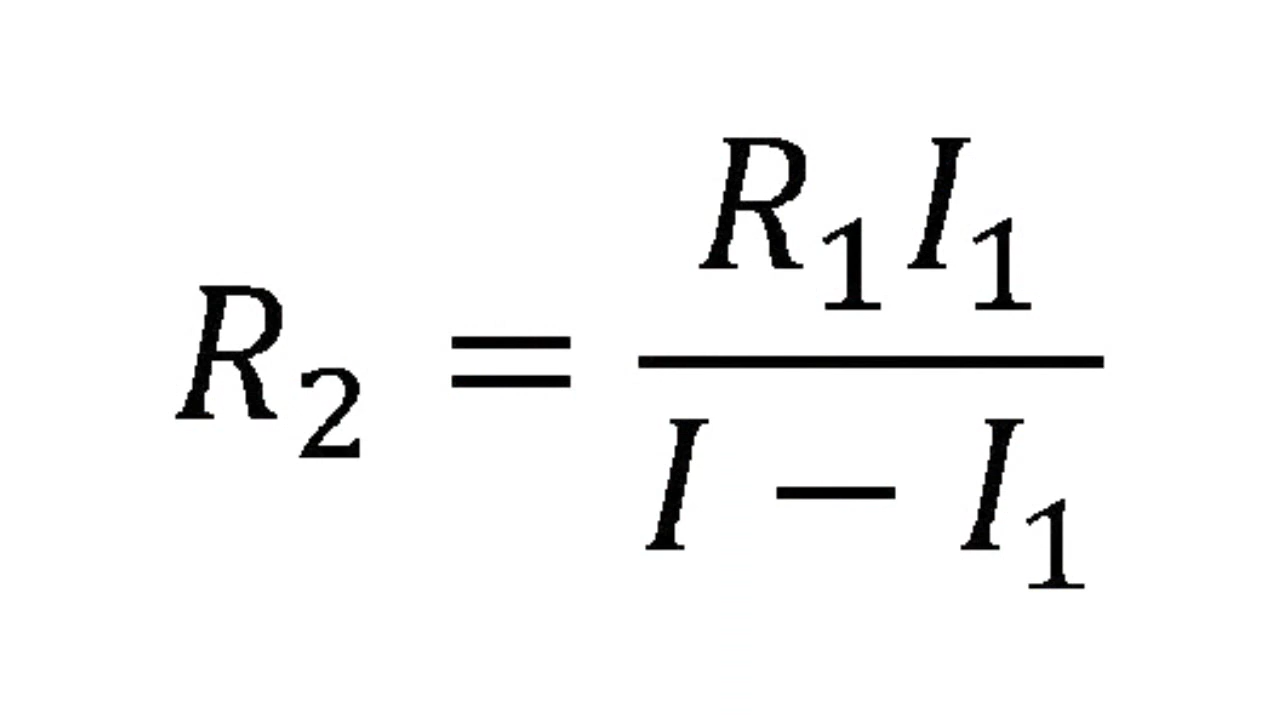 R₂ = R₁I₁ / (I − I₁)